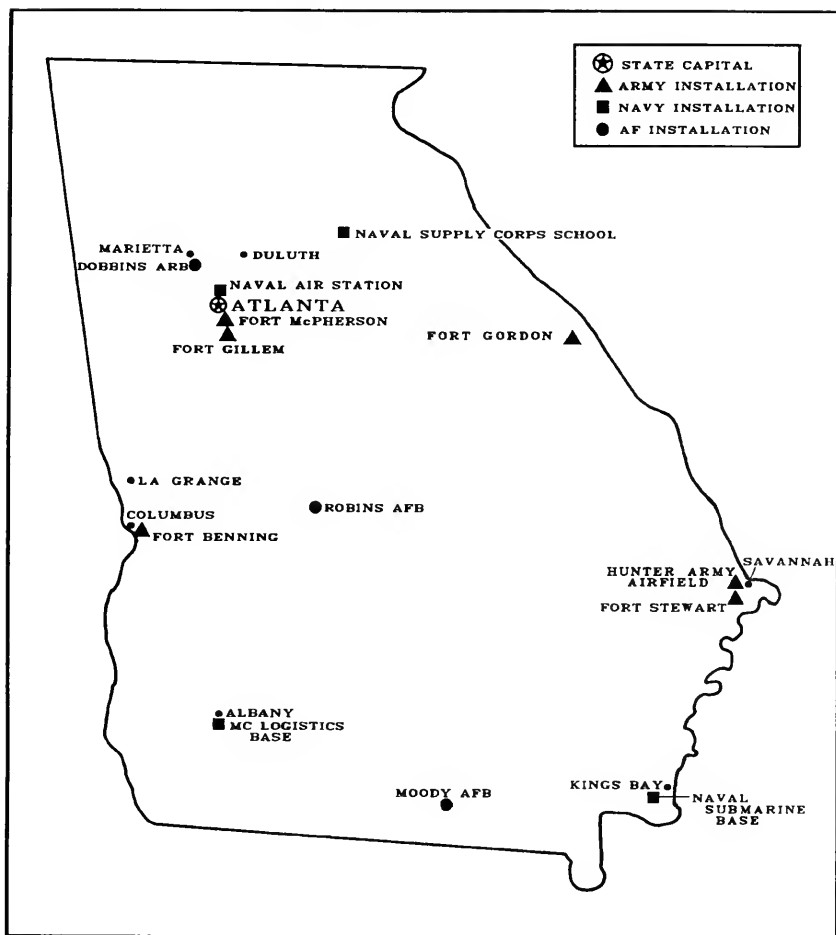 STATE CAPITAL
ARMY INSTALLATION
NAVY INSTALLATION
AF INSTALLATION
NAVAL SUPPLY CORPS SCHOOL
MARIETTA
DULUTH
DOBBINS ARB
NAVAL AIR STATION
ATLANTA
FORT McPHERSON
FORT GILLEM
FORT GORDON
LA GRANGE
ROBINS AFB
COLUMBUS
FORT BENNING
SAVANNAH
HUNTER ARMY
AIRFIELD
FORT STEWART
ALBANY
MC LOGISTICS
BASE
MOODY AFB
KINGS BAY
NAVAL
SUBMARINE
BASE